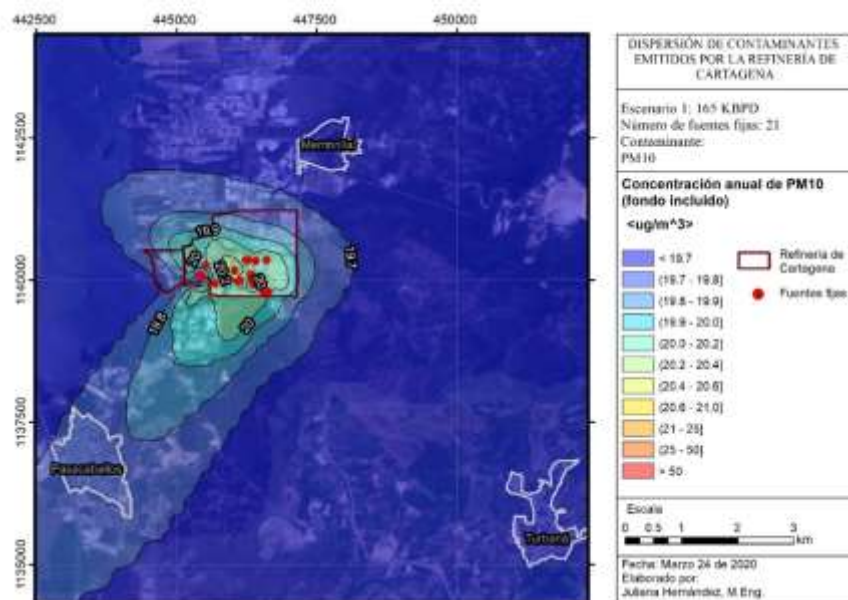 442500 445000 447500 450000
1142500
1140000
1137500
1135000
Membrillal
19.9
19.7
20
19.8
20
Pasacaballos
Turbana
DISPERSIÓN DE CONTAMINANTES
EMITIDOS POR LA REFINERÍA DE
CARTAGENA
Escenario 1: 165 KBPD
Número de fuentes fijas: 21
Contaminante:
PM10
Concentración anual de PM10
(fondo incluido)
<ug/m^3>
< 19.7
(19.7 - 19.8]
(19.8 - 19.9]
(19.9 - 20.0]
(20.0 - 20.2]
(20.2 - 20.4]
(20.4 - 20.6]
(20.6 - 21.0]
(21 - 25]
(25 - 50]
> 50
Refinería de
Cartagena
Fuentes fijas
Escala
0 0.5 1 2 3
km
Fecha: Marzo 24 de 2020
Elaborado por:
Juliana Hernández, M.Eng.